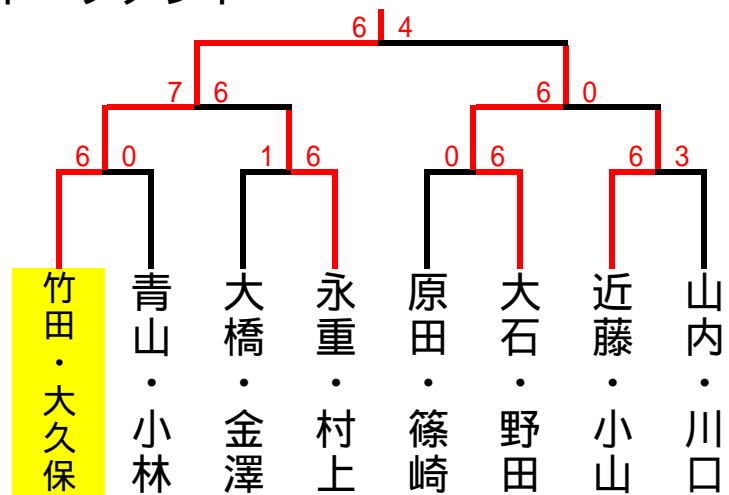 6 4
7 6 6 0
6 0 1 6 0 6 6 3
竹田・大久保
青山・小林
大橋・金澤
永重・村上
原田・篠崎
大石・野田
近藤・小山
山内・川口